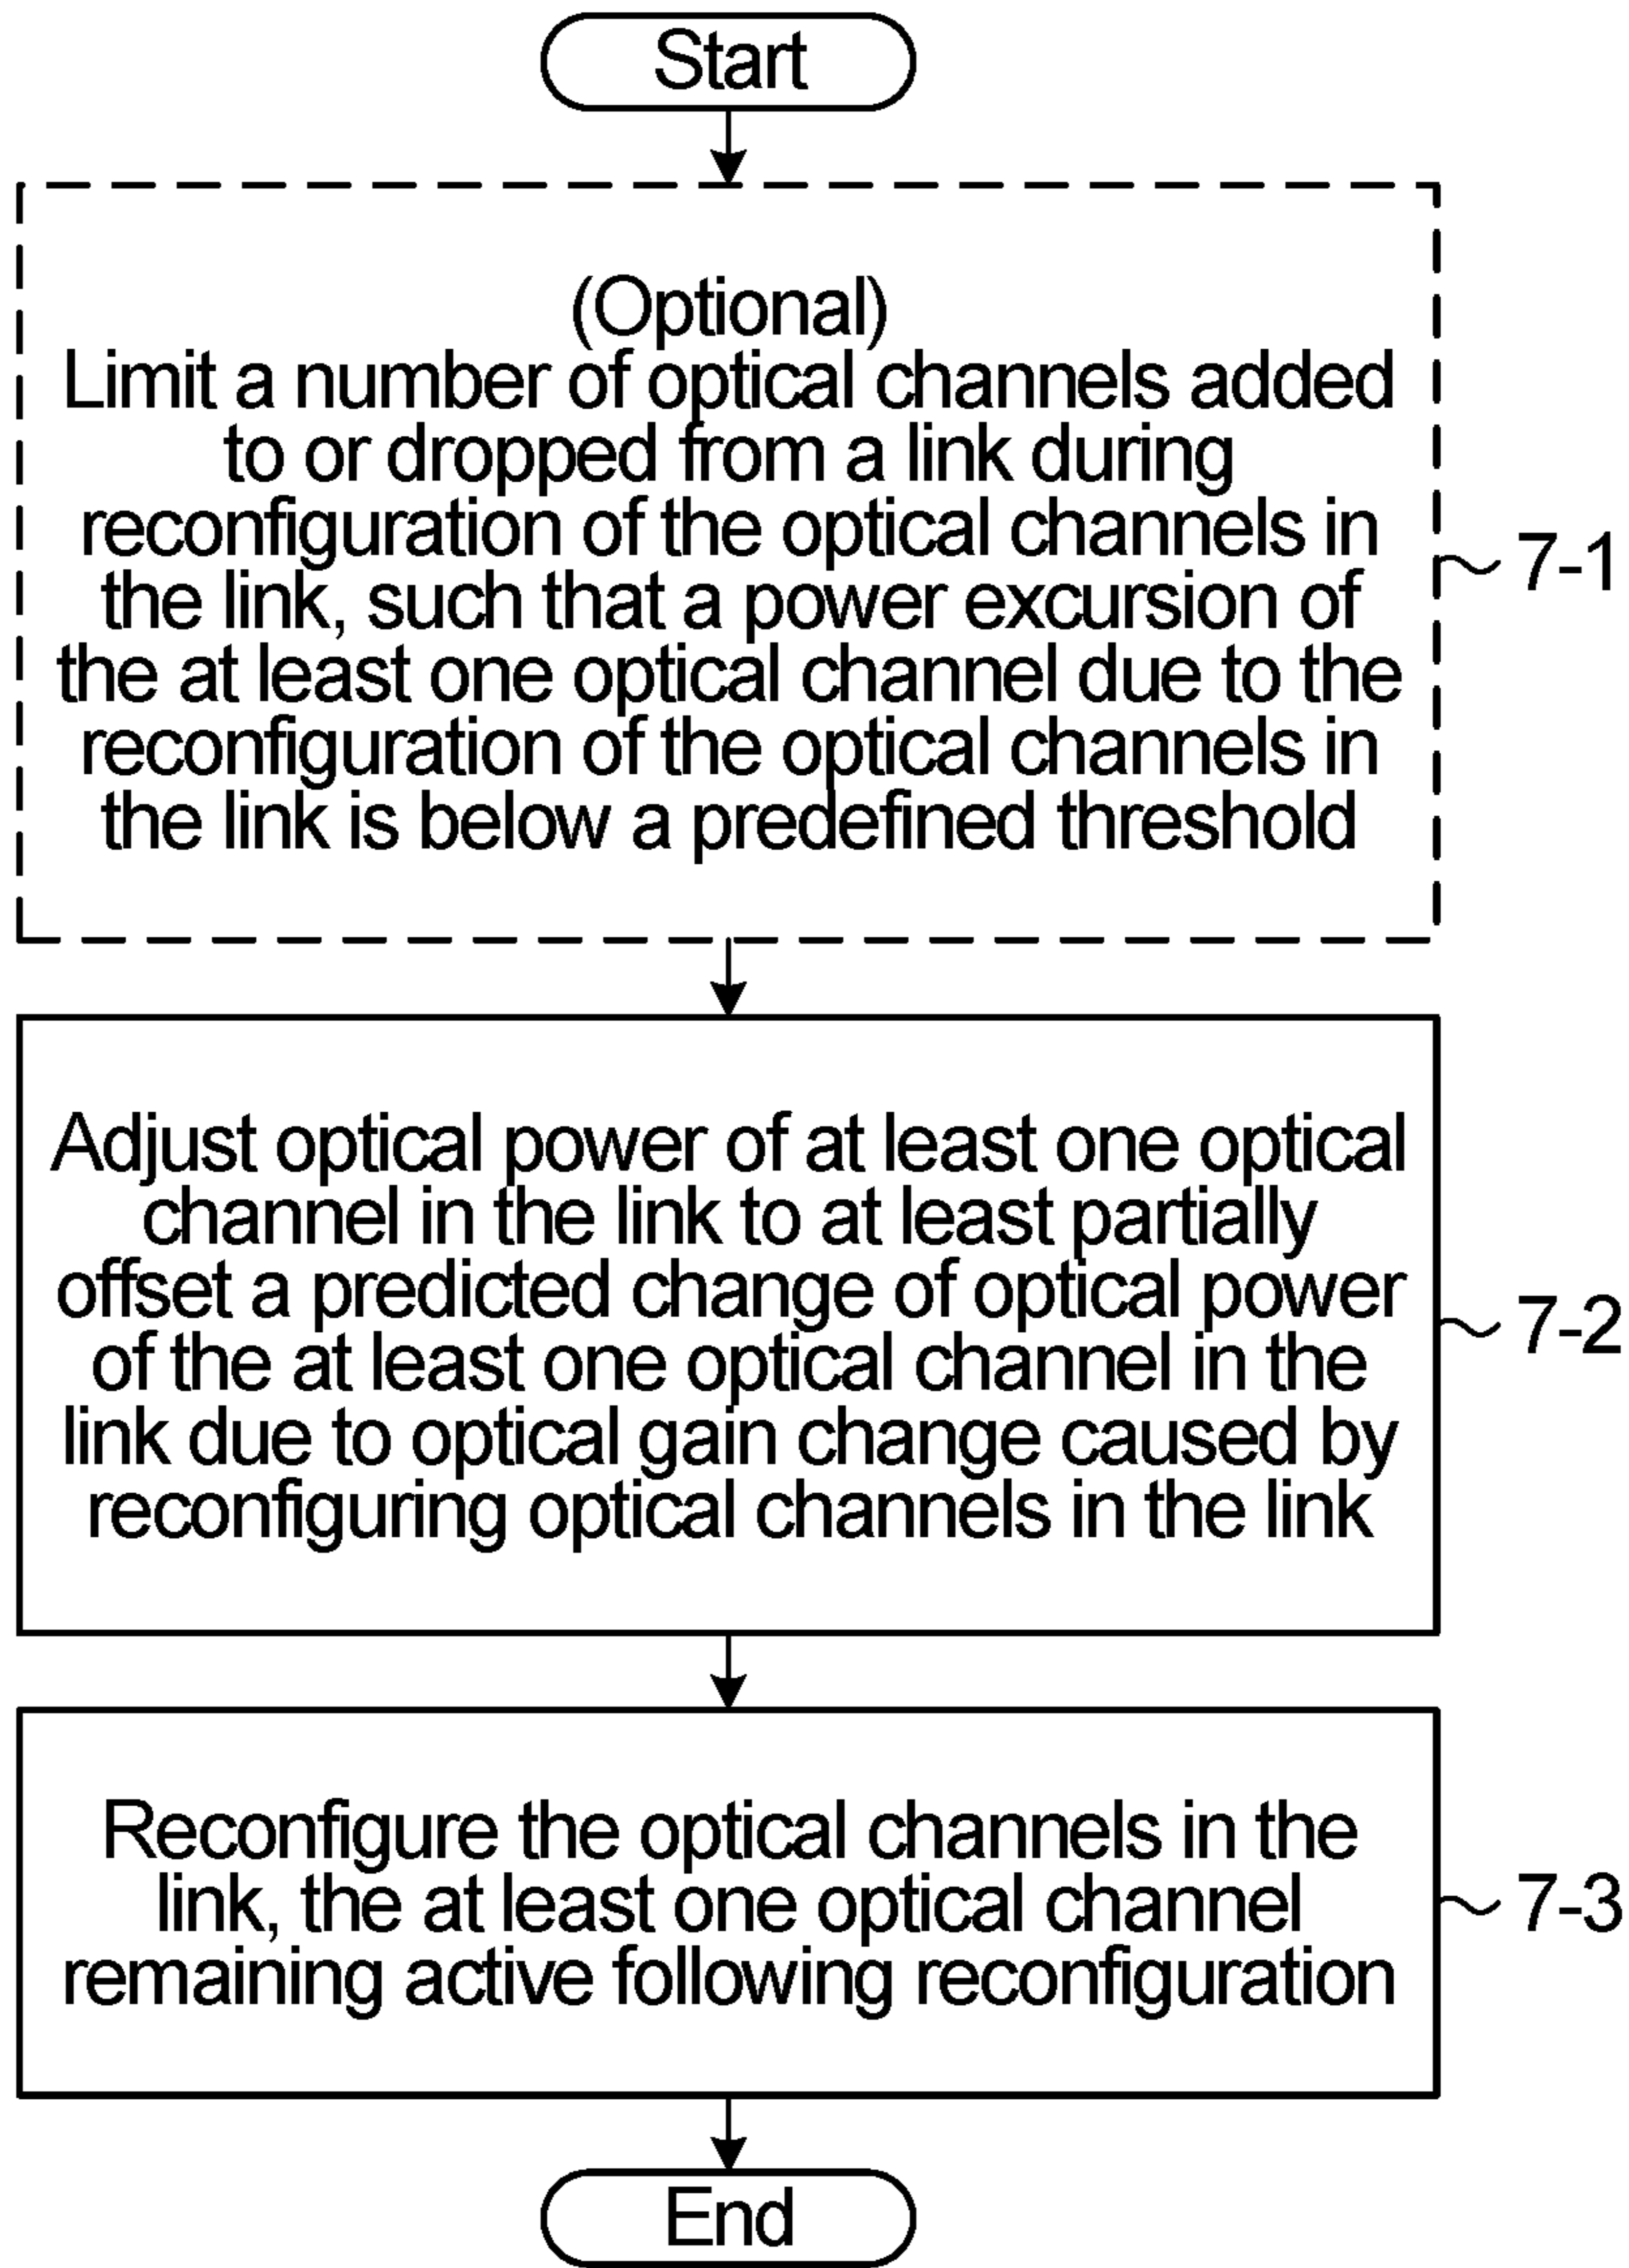 Start
(Optional)
Limit a number of optical channels added
to or dropped from a link during
reconfiguration of the optical channels in
the link, such that a power excursion of
the at least one optical channel due to the
reconfiguration of the optical channels in
the link is below a predefined threshold
7-1
Adjust optical power of at least one optical
channel in the link to at least partially
offset a predicted change of optical power
of the at least one optical channel in the
link due to optical gain change caused by
reconfiguring optical channels in the link
7-2
Reconfigure the optical channels in the
link, the at least one optical channel
remaining active following reconfiguration
7-3
End